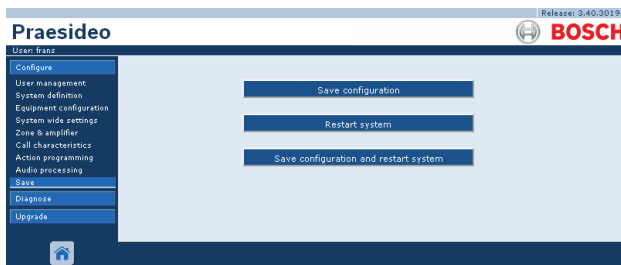 Release: 3.40.3019
Praesideo
BOSCH
User: frans
Configure
User management
System definition
Equipment configuration
System wide settings
Zone & amplifier
Call characteristics
Action programming
Audio processing
Save
Diagnose
Upgrade
Save configuration
Restart system
Save configuration and restart system